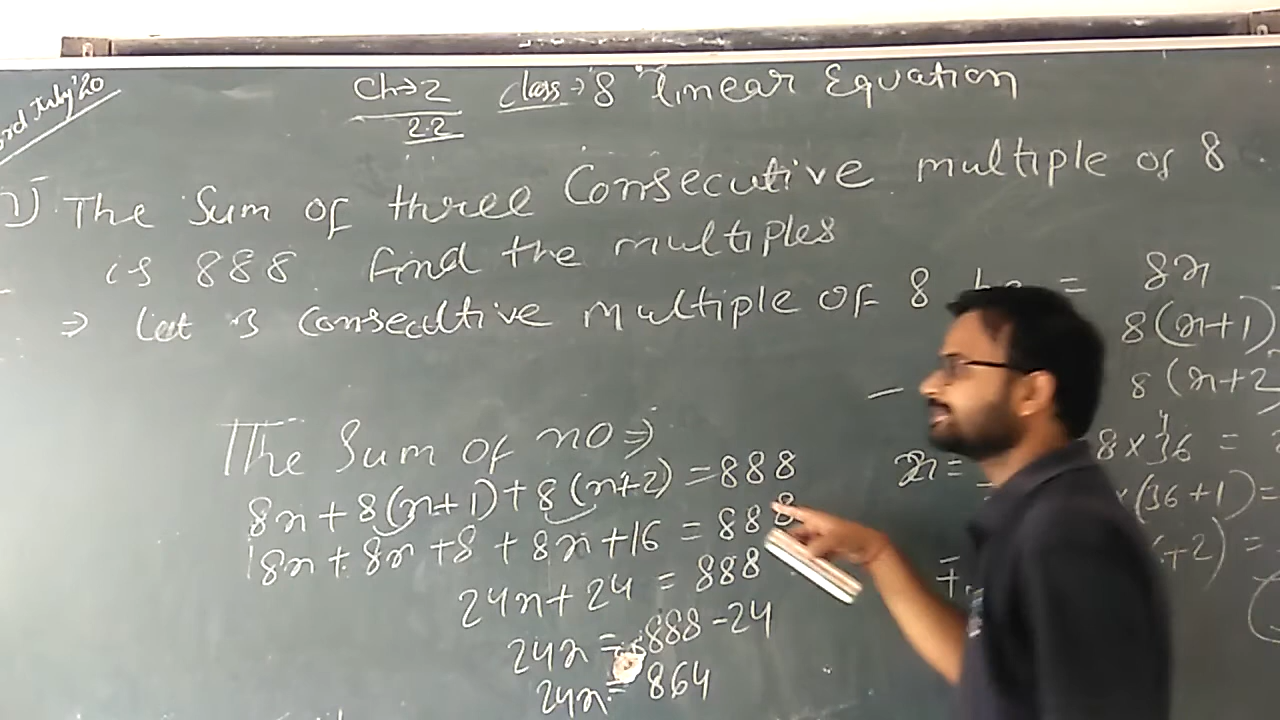 3rd July'20
Ch→2 Class→8 Linear Equation
2.2
1) The Sum of three Consecutive multiple of 8
is 888 find the multiples
⇒ Let 3 consecutive multiple of 8 be = 8x
8(x+1)
8(x+2)
The Sum of no ⇒
8x + 8(x+1) + 8(x+2) = 888
8x + 8x + 8 + 8x + 16 = 888
24x + 24 = 888
24x = 888 - 24
24x = 864
x =
8×36 =
×(36+1) =
+2) =